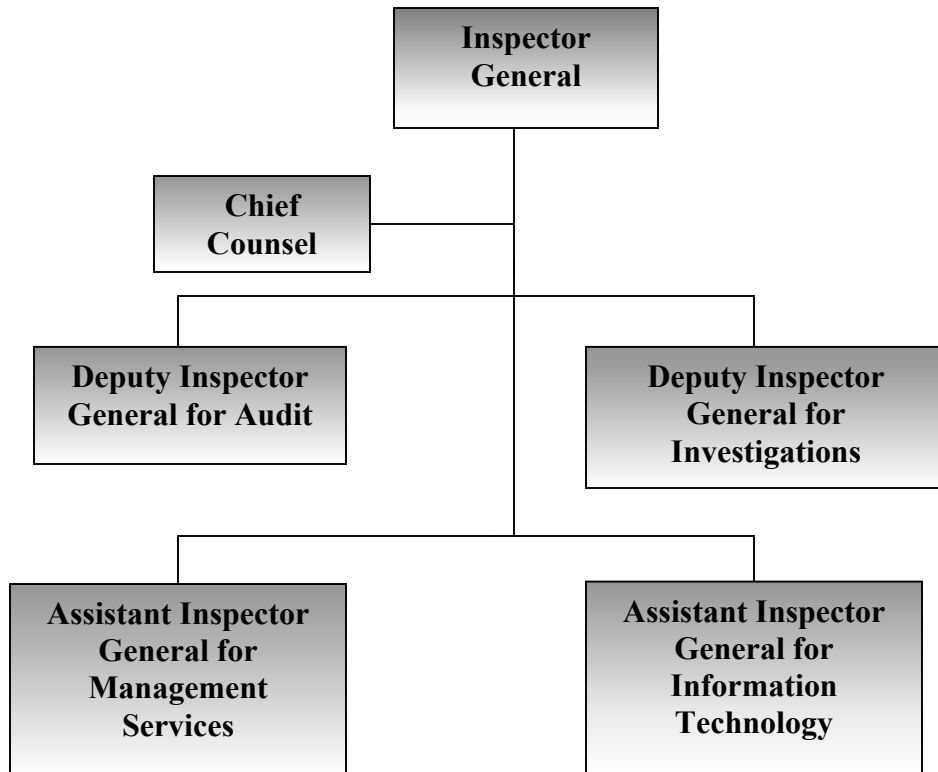 Inspector
General
Chief
Counsel
Deputy Inspector
General for Audit
Deputy Inspector
General for
Investigations
Assistant Inspector
General for
Management
Services
Assistant Inspector
General for
Information
Technology